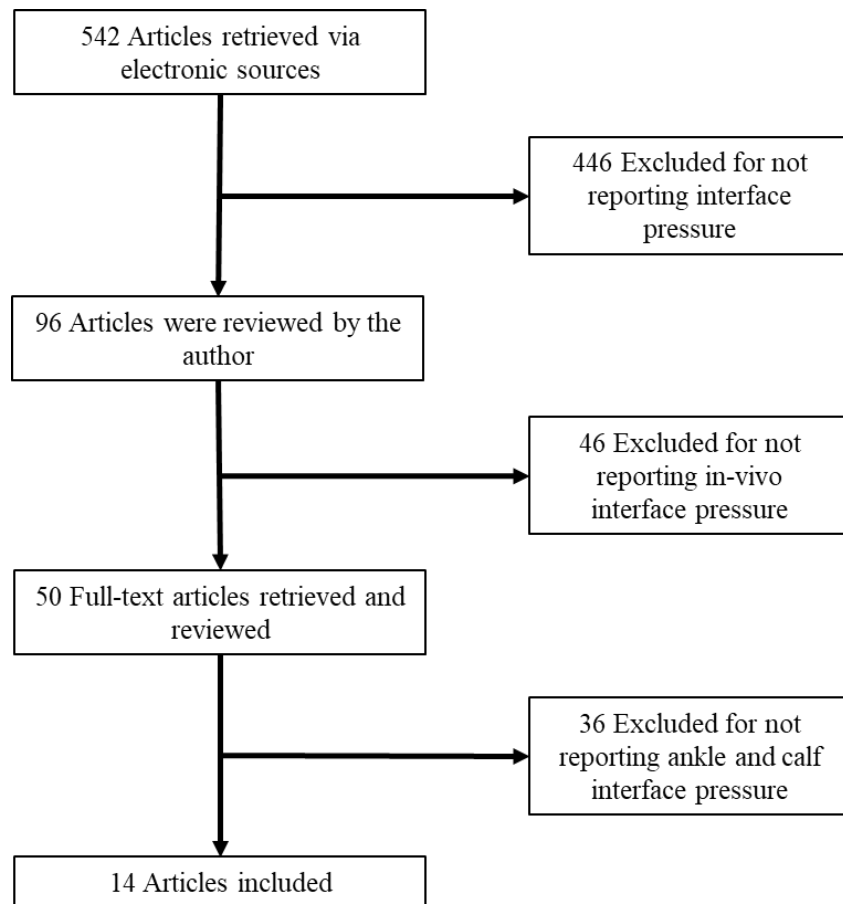 542 Articles retrieved via
electronic sources
446 Excluded for not
reporting interface
pressure
96 Articles were reviewed by the
author
46 Excluded for not
reporting in-vivo
interface pressure
50 Full-text articles retrieved and
reviewed
36 Excluded for not
reporting ankle and calf
interface pressure
14 Articles included